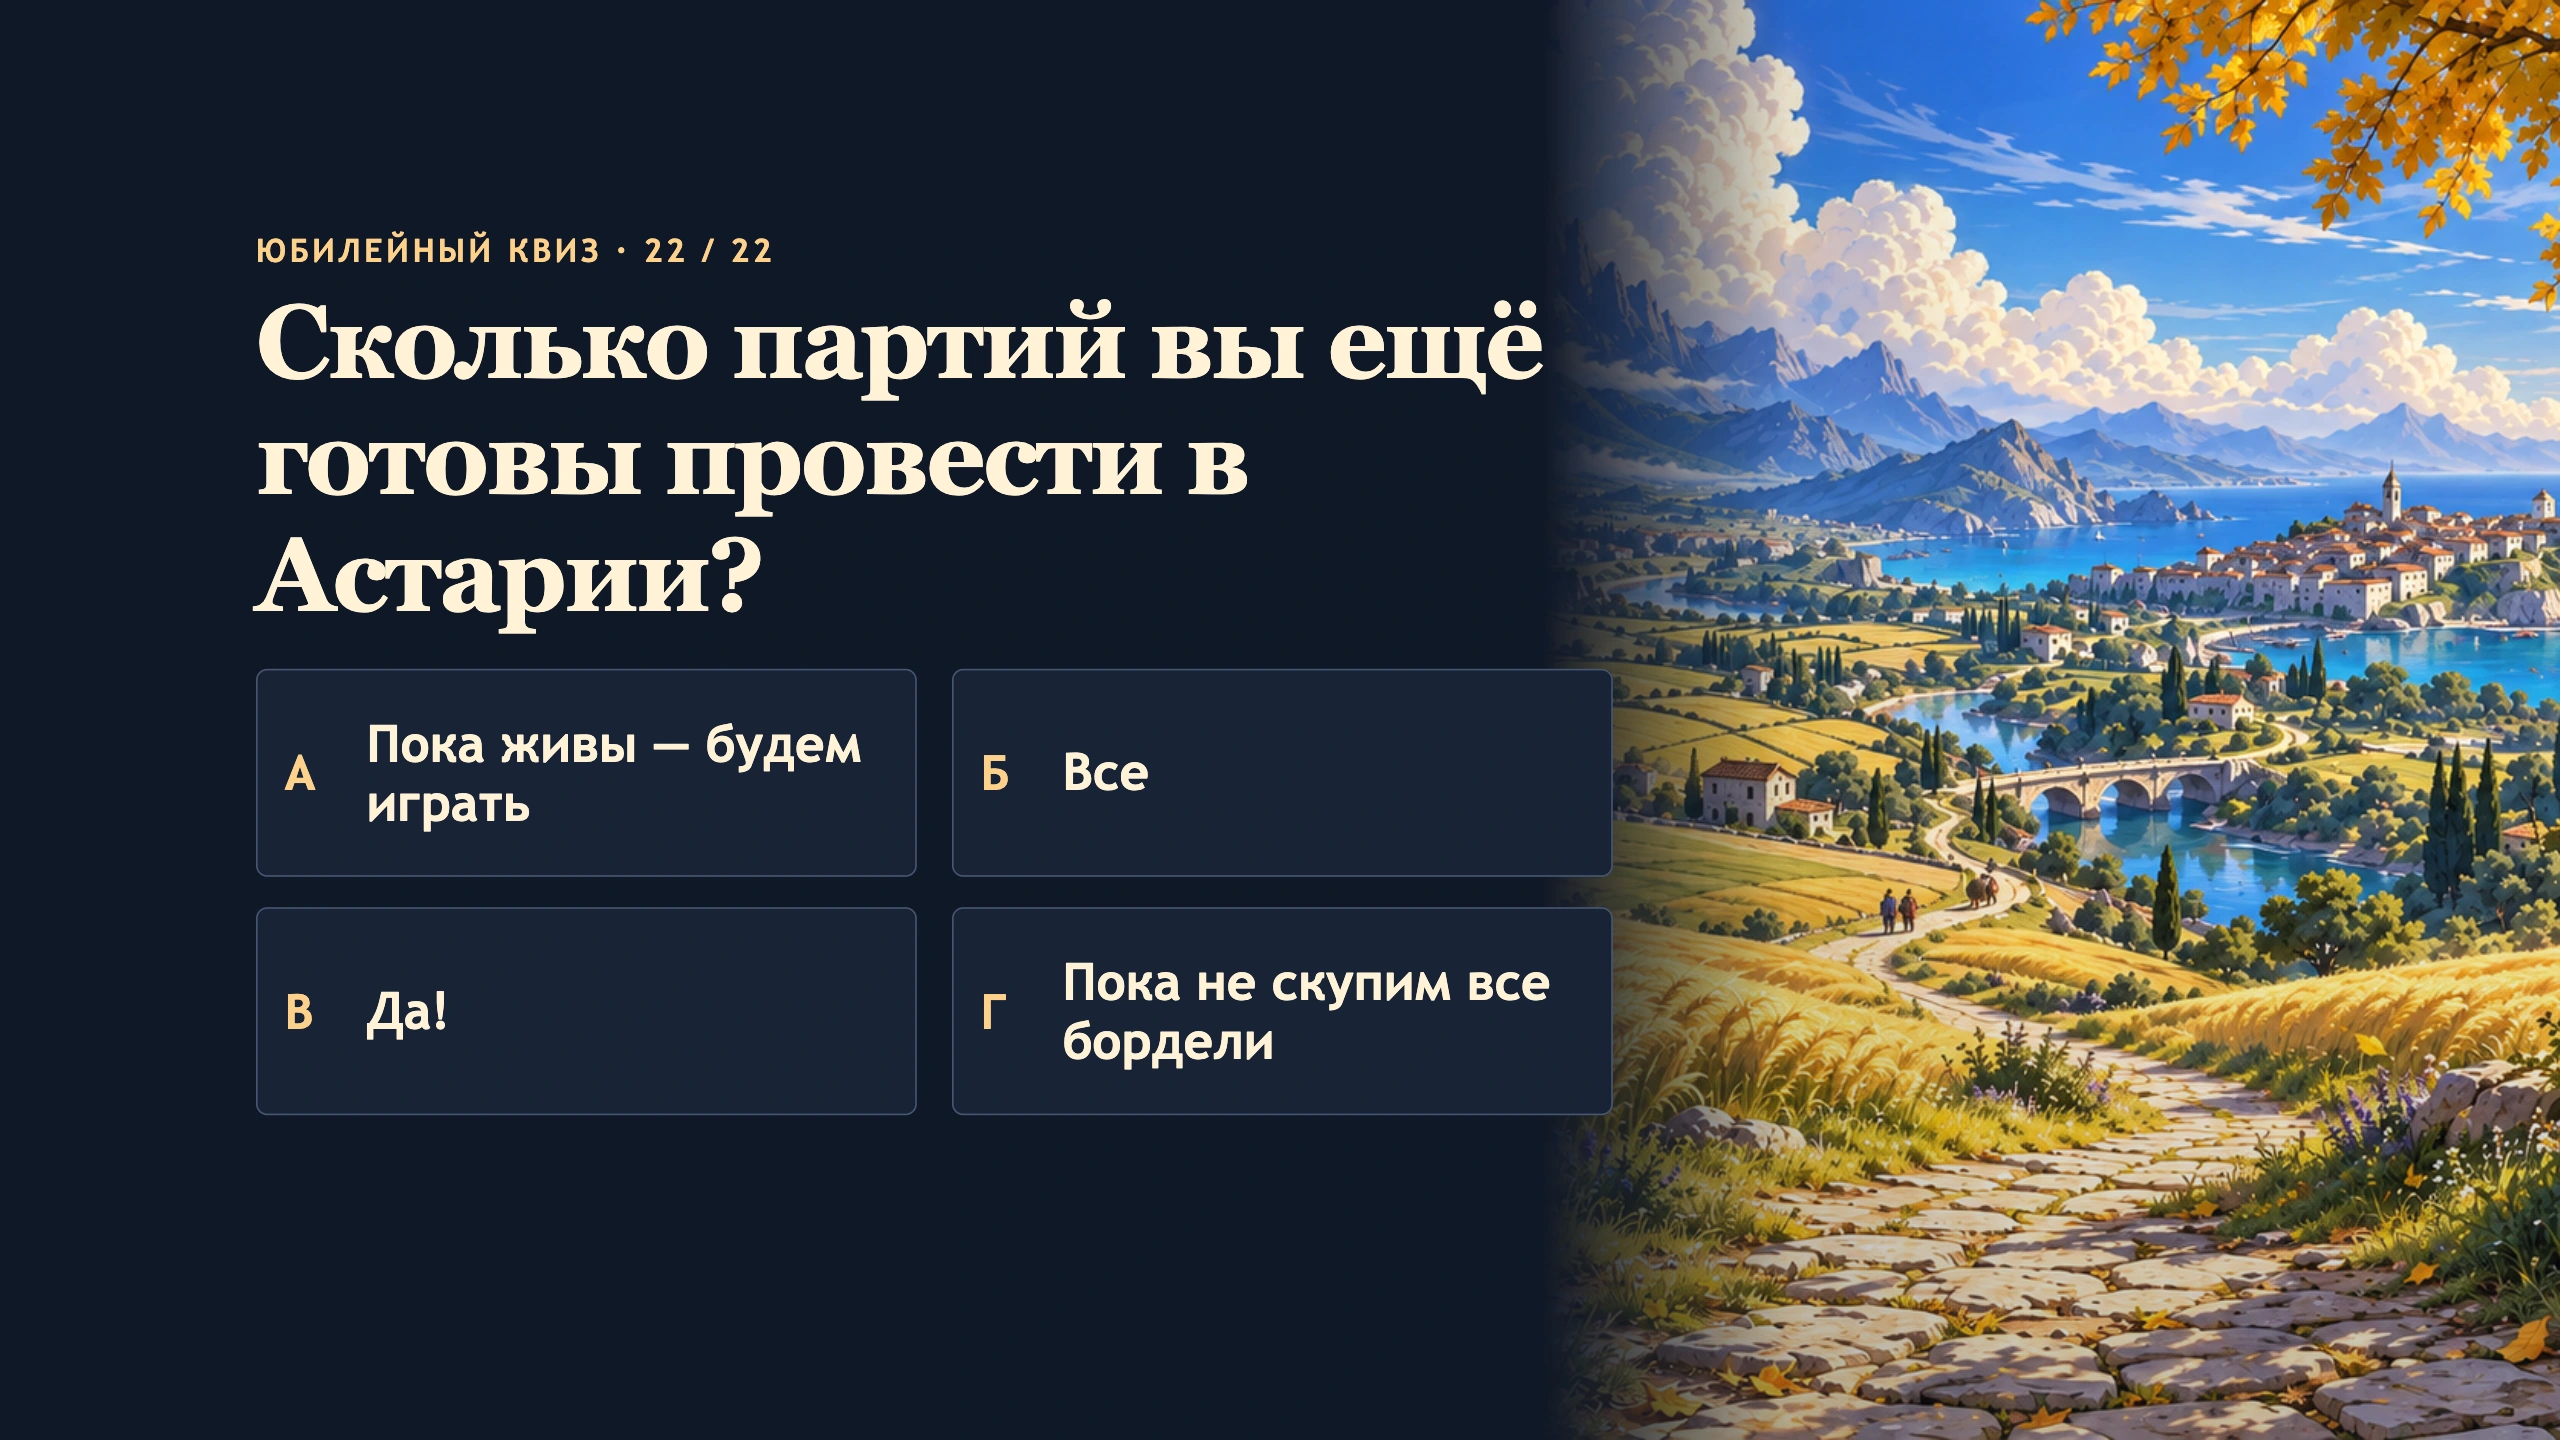 ЮБИЛЕЙНЫЙ КВИЗ · 22 / 22
Сколько партий вы ещё
готовы провести в
Астарии?
А
Пока живы — будем
играть
Б
Все
В
Да!
Г
Пока не скупим все
бордели